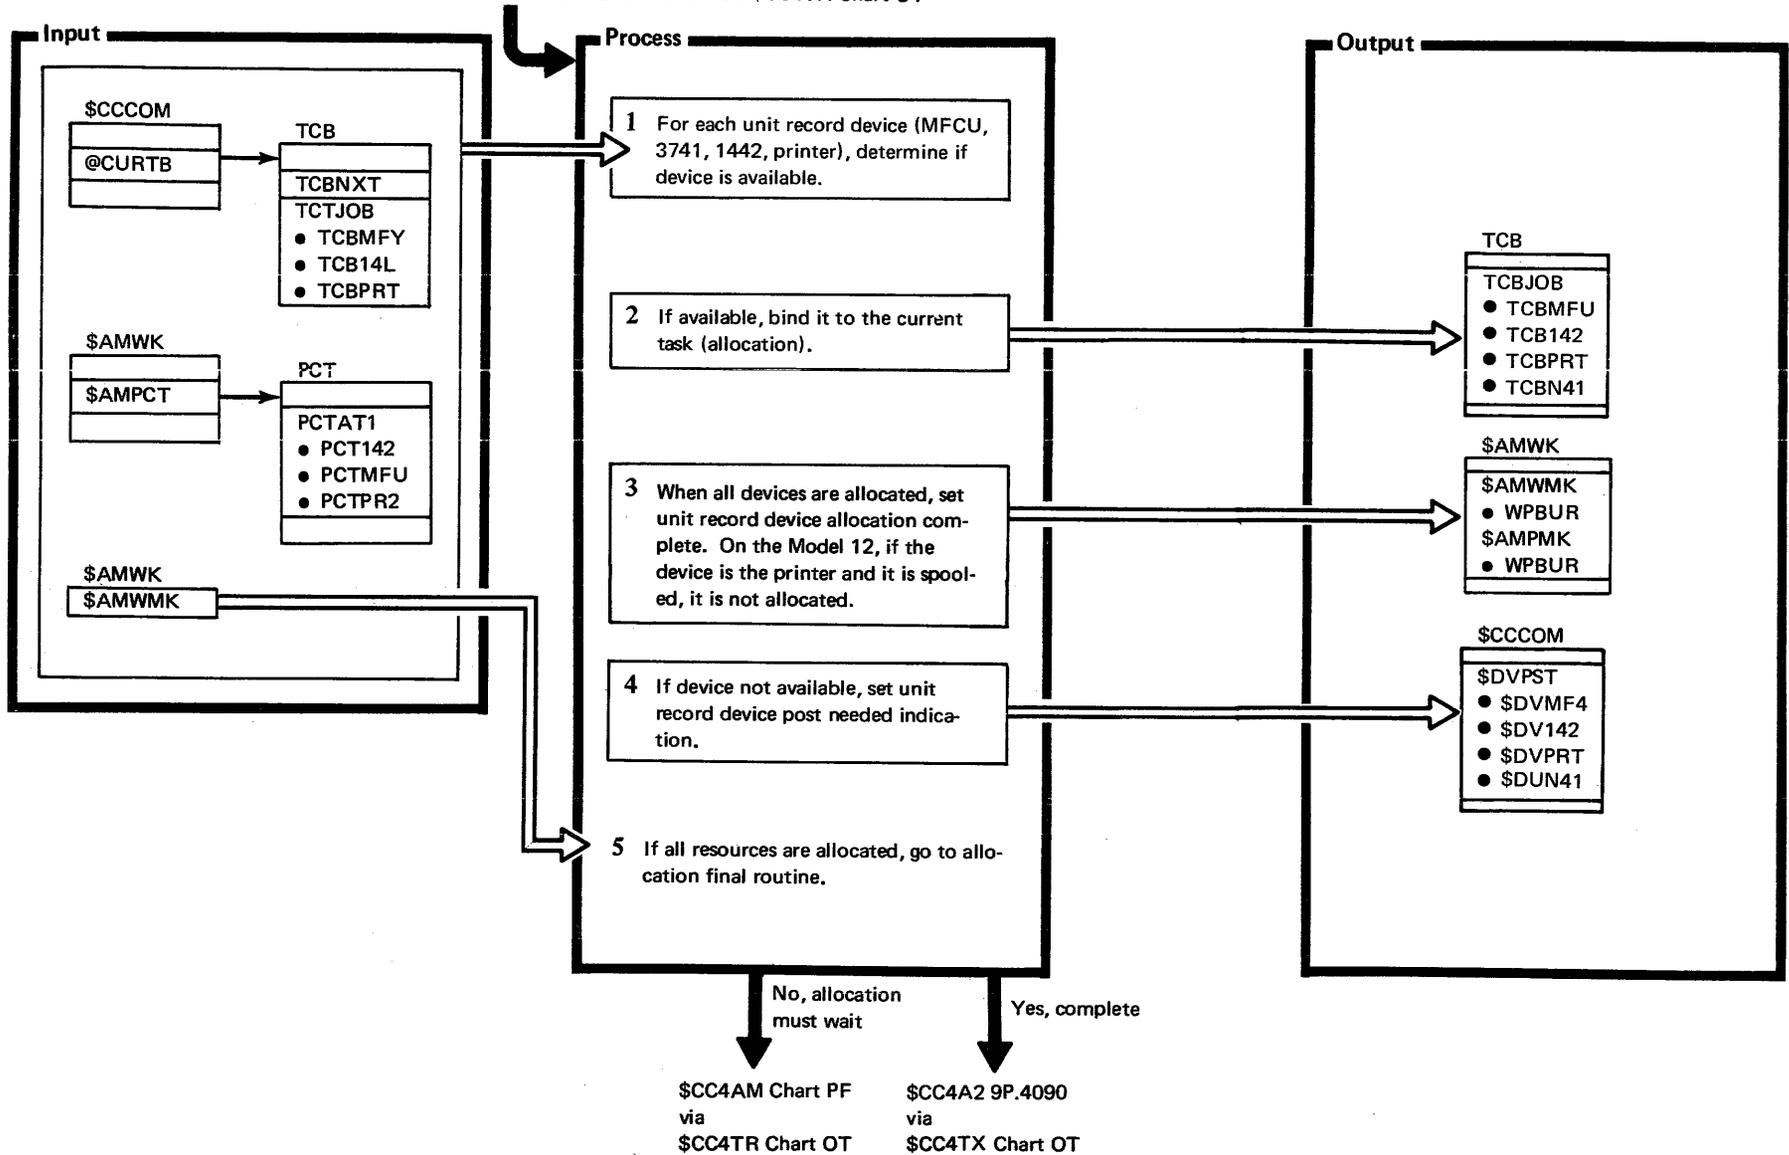 Input
$CCCOM
@CURTB
TCB
TCBNXT
TCTJOB
• TCBMFY
• TCB14L
• TCBPRT
$AMWK
$AMPCT
PCT
PCTAT1
• PCT142
• PCTMFU
• PCTPR2
$AMWK
$AMWMK
Process
1 For each unit record device (MFCU,
3741, 1442, printer), determine if
device is available.
2 If available, bind it to the current
task (allocation).
3 When all devices are allocated, set
unit record device allocation com-
plete. On the Model 12, if the
device is the printer and it is spool-
ed, it is not allocated.
4 If device not available, set unit
record device post needed indica-
tion.
5 If all resources are allocated, go to allo-
cation final routine.
Output
TCB
TCBJOB
• TCBMFU
• TCB142
• TCBPRT
• TCBN41
$AMWK
$AMWMK
• WPBUR
$AMPMK
• WPBUR
$CCCOM
$DVPST
• $DVMF4
• $DV142
• $DVPRT
• $DUN41
No, allocation
must wait
Yes, complete
$CC4AM Chart PF
via
$CC4TR Chart OT
$CC4A2 9P.4090
via
$CC4TX Chart OT